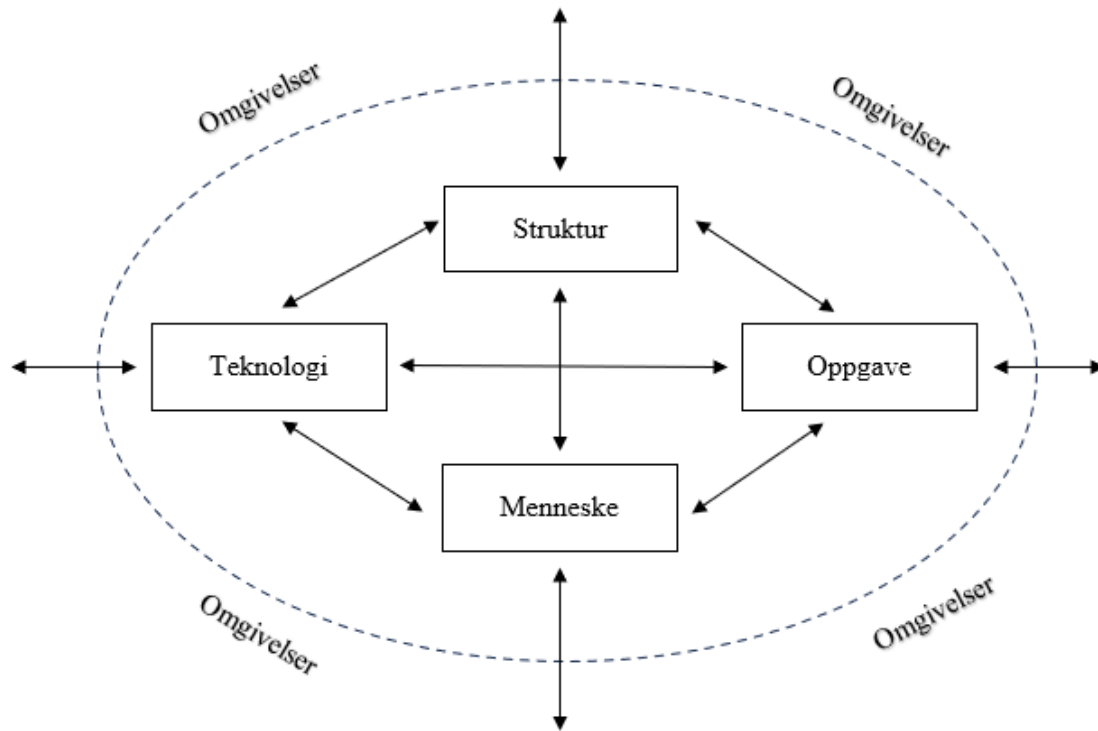 Omgivelser
Omgivelser
Struktur
Teknologi
Oppgave
Menneske
Omgivelser
Omgivelser